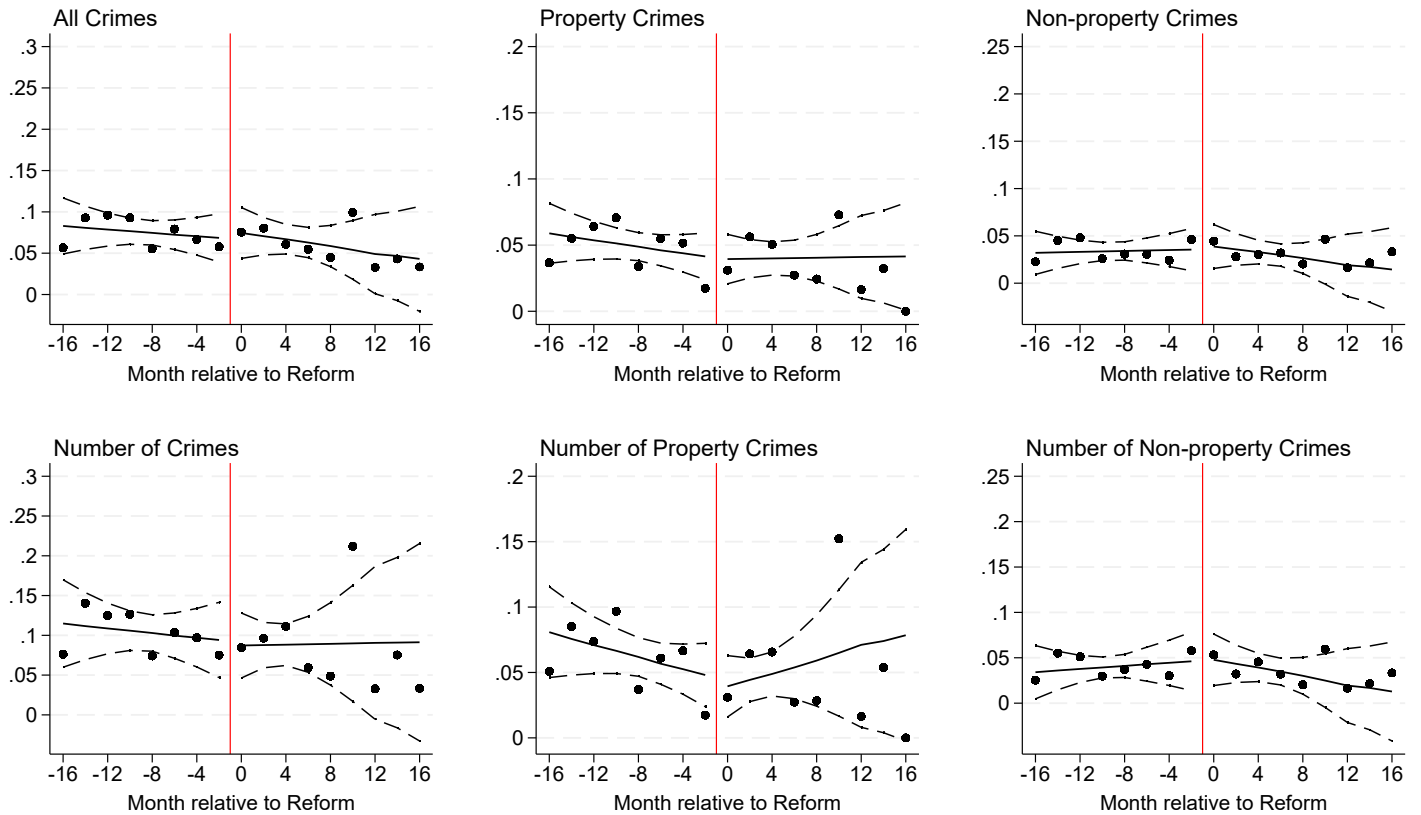 All Crimes
.3
.2
.15
.1
.05
0
-16 -12 -8 -4 0 4 8 12 16
Month relative to Reform
Property Crimes
.2
.15
.1
.05
0
-16 -12 -8 -4 0 4 8 12 16
Month relative to Reform
Non-property Crimes
.25
.2
.15
.1
.05
0
-16 -12 -8 -4 0 4 8 12 16
Month relative to Reform
Number of Crimes
.3
.25
.2
.15
.1
.05
0
-16 -12 -8 -4 0 4 8 12 16
Month relative to Reform
Number of Property Crimes
.2
.15
.1
.05
0
-16 -12 -8 -4 0 4 8 12 16
Month relative to Reform
Number of Non-property Crimes
.25
.2
.15
.1
.05
0
-16 -12 -8 -4 0 4 8 12 16
Month relative to Reform